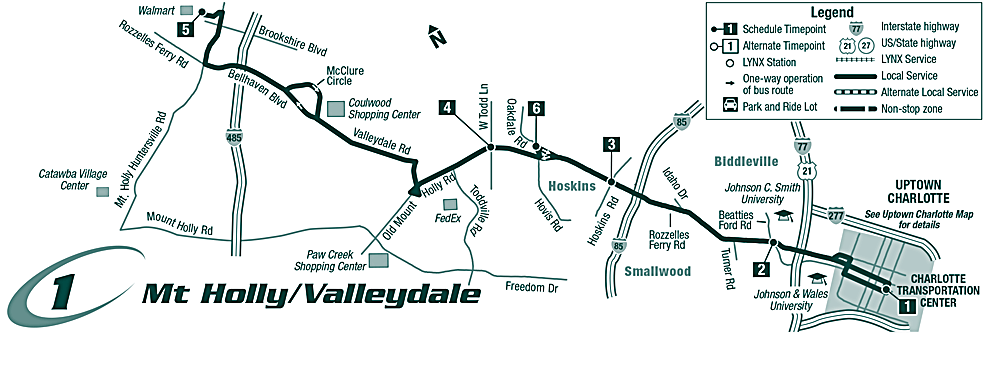 Walmart
5
Rozzelles Ferry Rd
Brookshire Blvd
Bellhaven Blvd
McClure
Circle
Coulwood
Shopping Center
485
Mt. Holly Huntersville Rd
Catawba Village
Center
Mount Holly Rd
Valleydale Rd
N
4
W Todd Ln
Oakdale
Rd
6
3
85
Holly Rd
Old Mount
FedEx
Toddville
Rd
Paw Creek
Shopping Center
Freedom Dr
Hoskins
Hovis Rd
Hoskins Rd
85
Idaho Dr
Rozzelles
Ferry Rd
Smallwood
Biddleville
77
21
Johnson C. Smith
University
Beatties
Ford Rd
Turner Rd
2
Johnson & Wales
University
277
UPTOWN
CHARLOTTE
See Uptown Charlotte Map
for details
CHARLOTTE
TRANSPORTATION
CENTER
1
1 Mt Holly/Valleydale
Legend
1 Schedule Timepoint
1 Alternate Timepoint
LYNX Station
One-way operation
of bus route
Park and Ride Lot
77 Interstate highway
21 27 US/State highway
LYNX Service
Local Service
Alternate Local Service
Non-stop zone